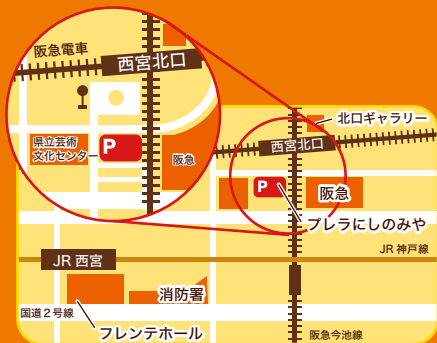 阪急電車
西宮北口
県立芸術
文化センター
P
阪急
北口ギャラリー
西宮北口
P
阪急
プレラにしのみや
JR 神戸線
JR 西宮
消防署
国道2号線
フレンテホール
阪急今池線